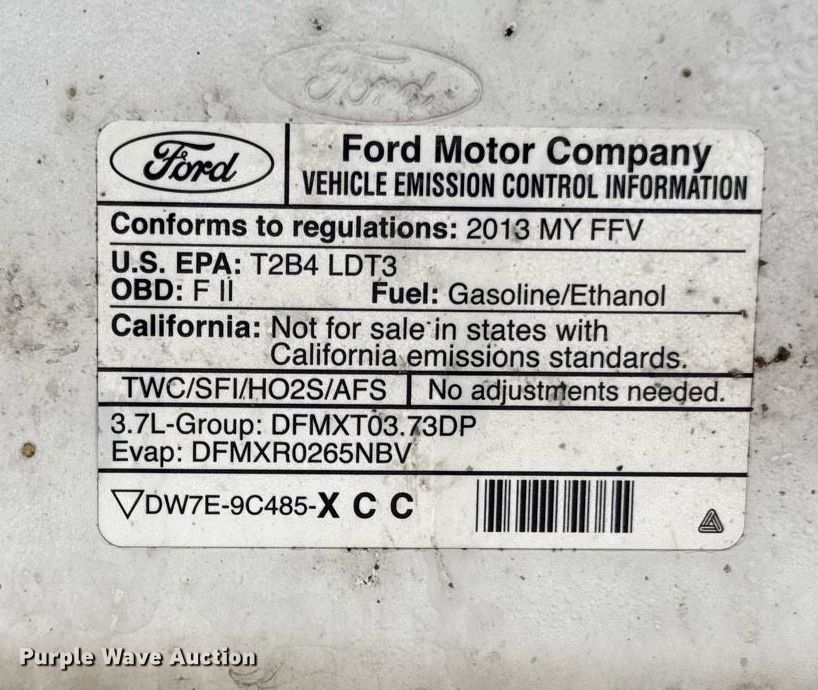 Ford
Ford
Ford Motor Company
VEHICLE EMISSION CONTROL INFORMATION
Conforms to regulations: 2013 MY FFV
U.S. EPA: T2B4 LDT3
OBD: F II Fuel: Gasoline/Ethanol
California: Not for sale in states with
California emissions standards.
TWC/SFI/HO2S/AFS No adjustments needed.
3.7L-Group: DFMXT03.73DP
Evap: DFMXR0265NBV
▽DW7E-9C485-X C C
Purple Wave Auction